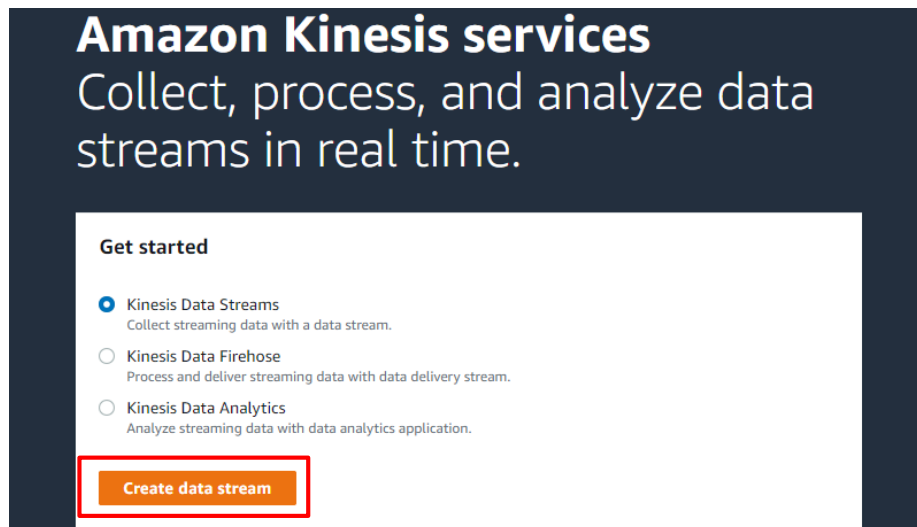 Amazon Kinesis services
Collect, process, and analyze data
streams in real time.
Get started
Kinesis Data Streams
Collect streaming data with a data stream.
Kinesis Data Firehose
Process and deliver streaming data with data delivery stream.
Kinesis Data Analytics
Analyze streaming data with data analytics application.
Create data stream